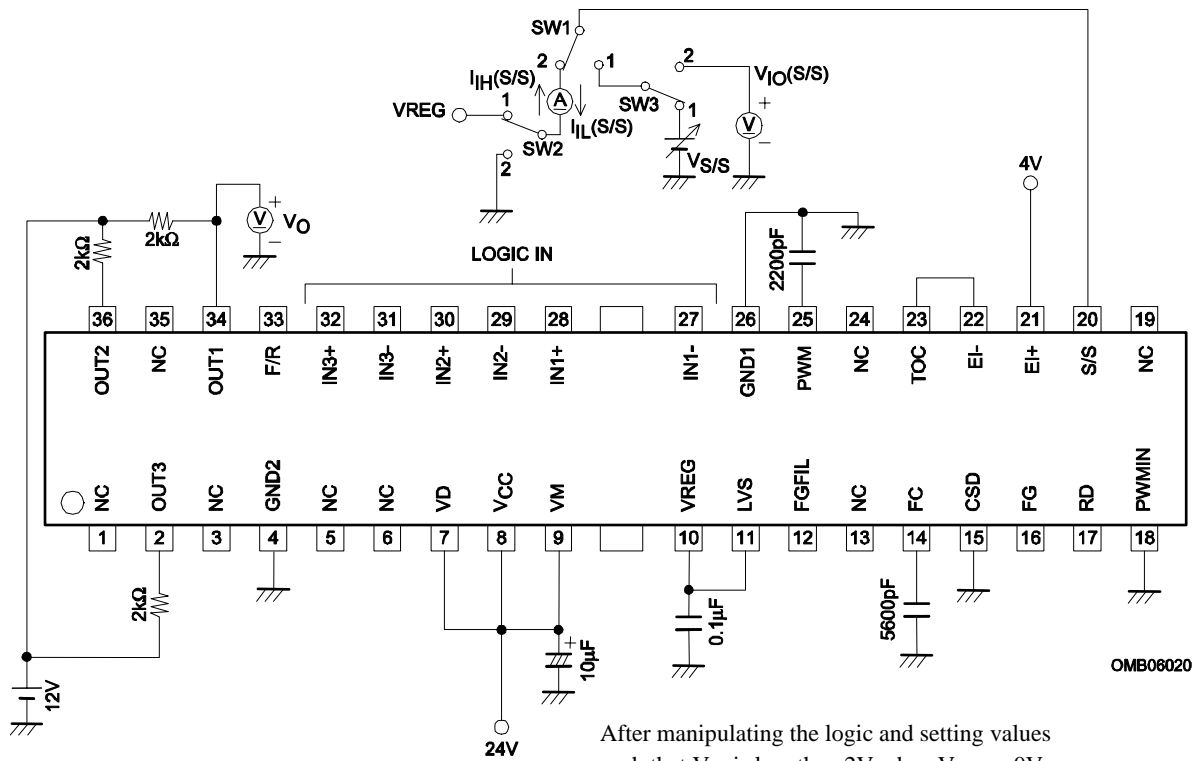 SW1
2
1
2
V_IO(S/S)
I_IH(S/S)
A
SW3
+
VREG
1
I_IL(S/S)
1
V
SW2
−
2
V_S/S
4V
+
2kΩ
V
V_O
−
2kΩ
LOGIC IN
2200pF
36 35 34 33 32 31 30 29 28 27 26 25 24 23 22 21 20 19
OUT2 NC OUT1 F/R IN3+ IN3- IN2+ IN2- IN1+ IN1- GND1 PWM NC TOC EI- EI+ S/S NC
NC OUT3 NC GND2 NC NC VD VCC VM VREG LVS FGFIL NC FC CSD FG RD PWMIN
1 2 3 4 5 6 7 8 9 10 11 12 13 14 15 16 17 18
2kΩ
0.1µF
5600pF
+
10µF
OMB06020
12V
24V
After manipulating the logic and setting values